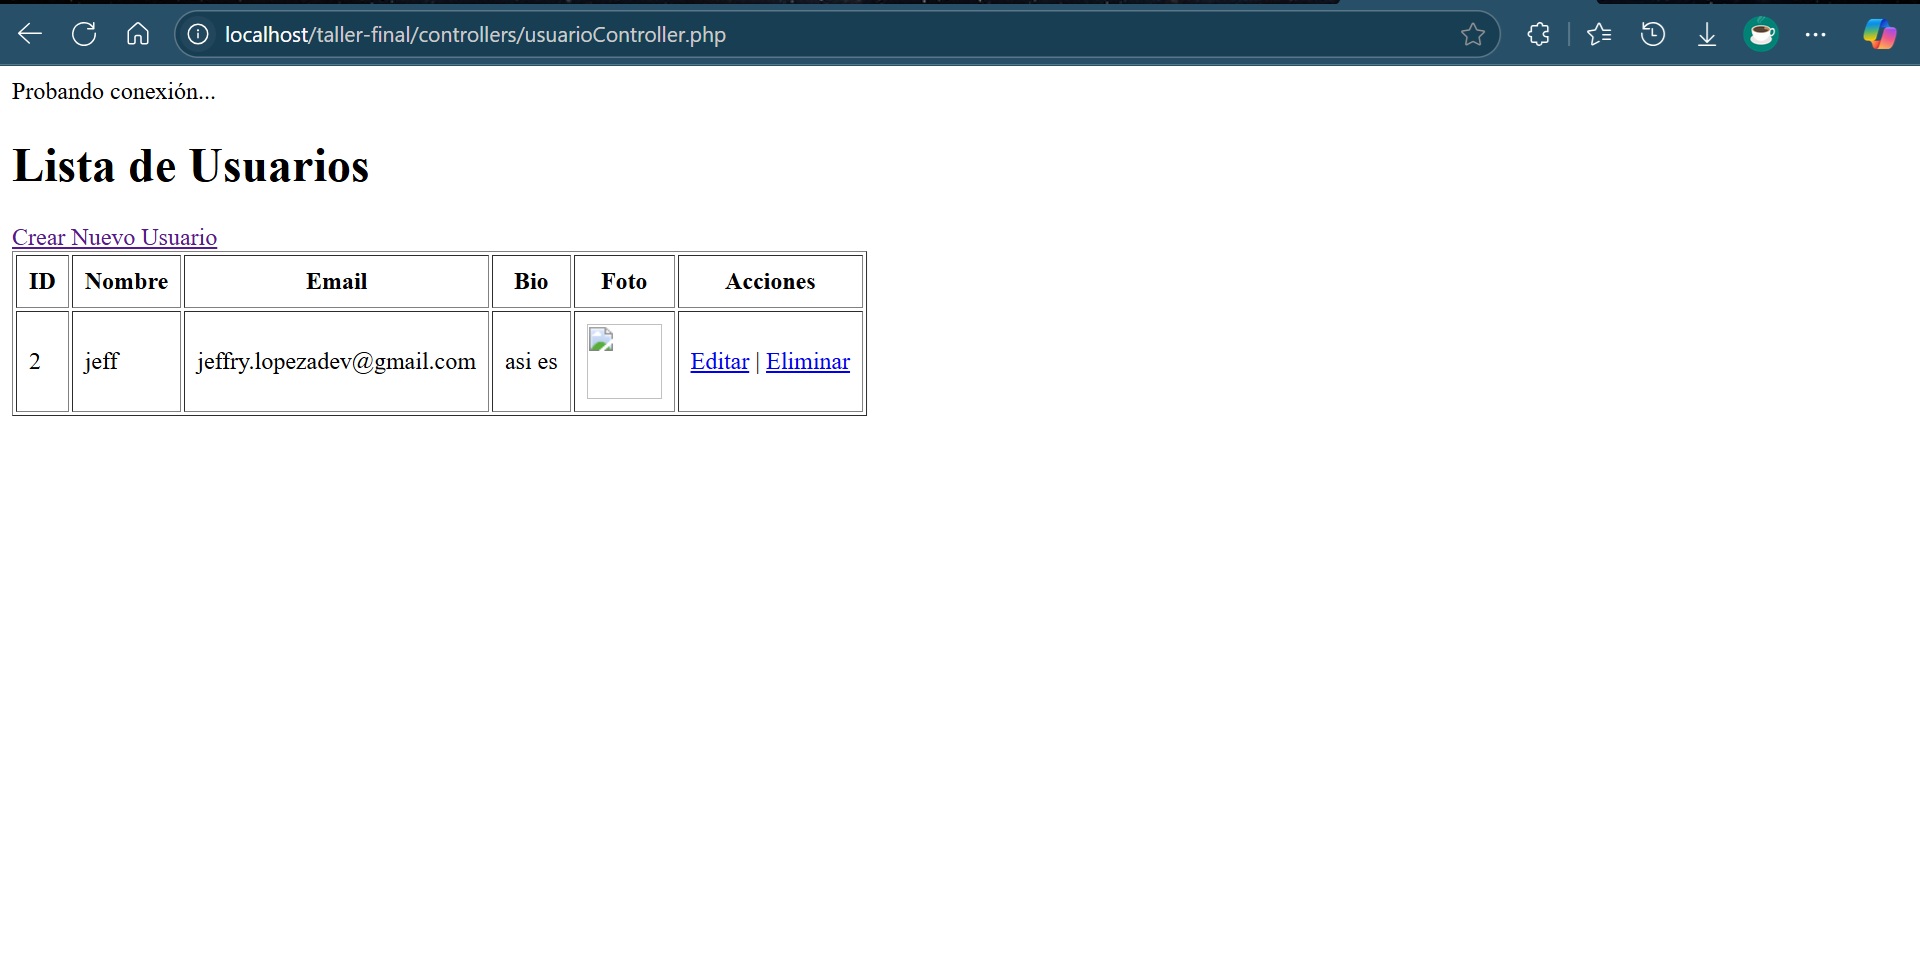 localhost/taller-final/controllers/usuarioController.php
Probando conexión...
Lista de Usuarios
Crear Nuevo Usuario
ID Nombre Email Bio Foto Acciones
2 jeff jeffry.lopezadev@gmail.com asi es Editar | Eliminar